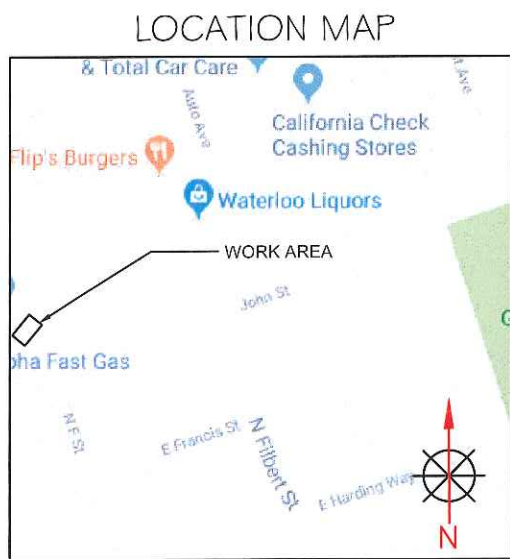 LOCATION MAP
& Total Car Care
Auto Ave
t Ave
California Check
Cashing Stores
Flip's Burgers
Waterloo Liquors
WORK AREA
John St
G
pha Fast Gas
N F St
E Francis St
N Filbert St
E Harding Way
N